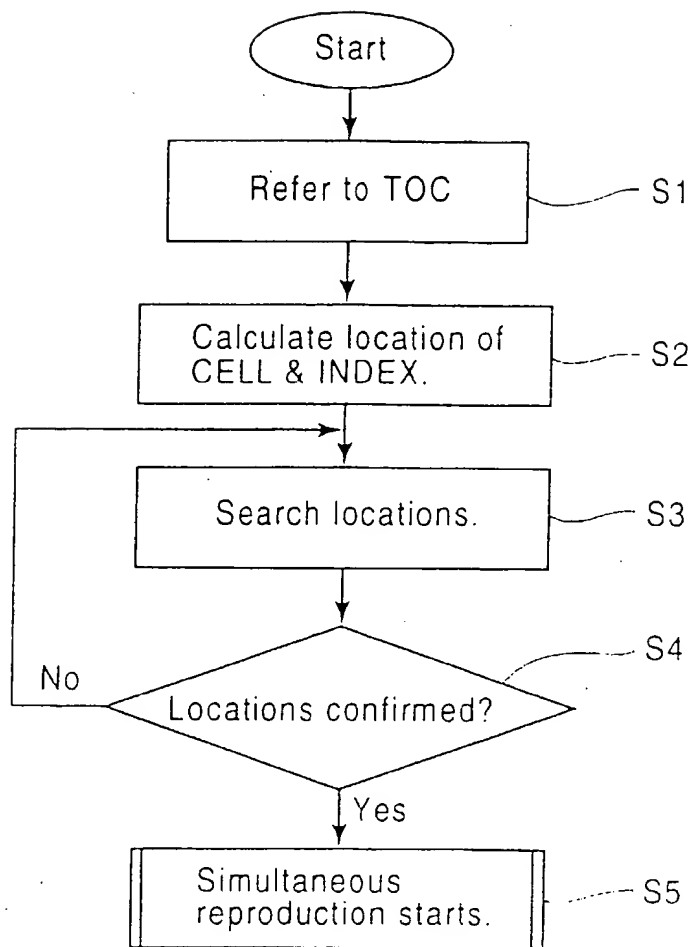 Start
Refer to TOC
S1
Calculate location of
CELL & INDEX.
S2
Search locations.
S3
Locations confirmed?
S4
No
Yes
Simultaneous
reproduction starts.
S5